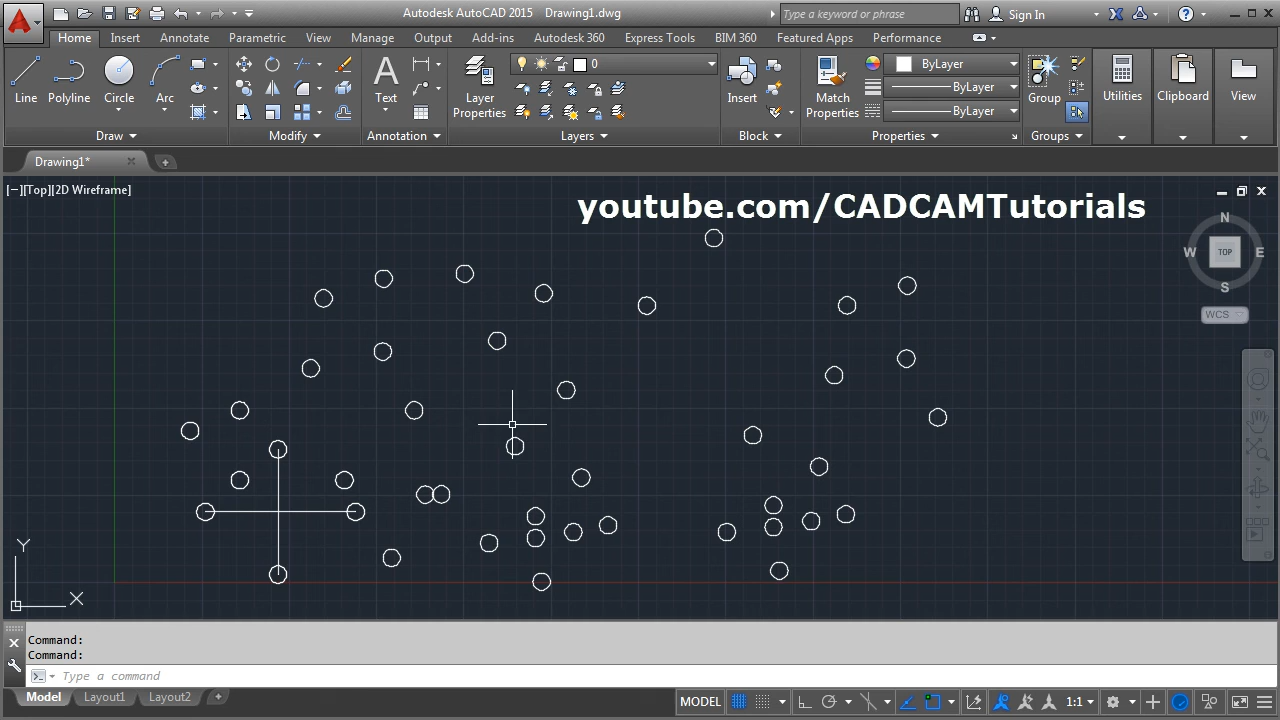 Autodesk AutoCAD 2015 Drawing1.dwg
Type a keyword or phrase
Sign In
Home Insert Annotate Parametric View Manage Output Add-ins Autodesk 360 Express Tools BIM 360 Featured Apps Performance
Line Polyline Circle Arc
Text
Layer Properties
0
Insert
Match Properties
ByLayer
ByLayer
ByLayer
Group
Utilities
Clipboard
View
Draw Modify Annotation Layers Block Properties Groups
Drawing1*
[−][Top][2D Wireframe]
youtube.com/CADCAMTutorials
N
W TOP E
S
WCS
Y
X
Command:
Command:
Type a command
Model Layout1 Layout2
MODEL
1:1